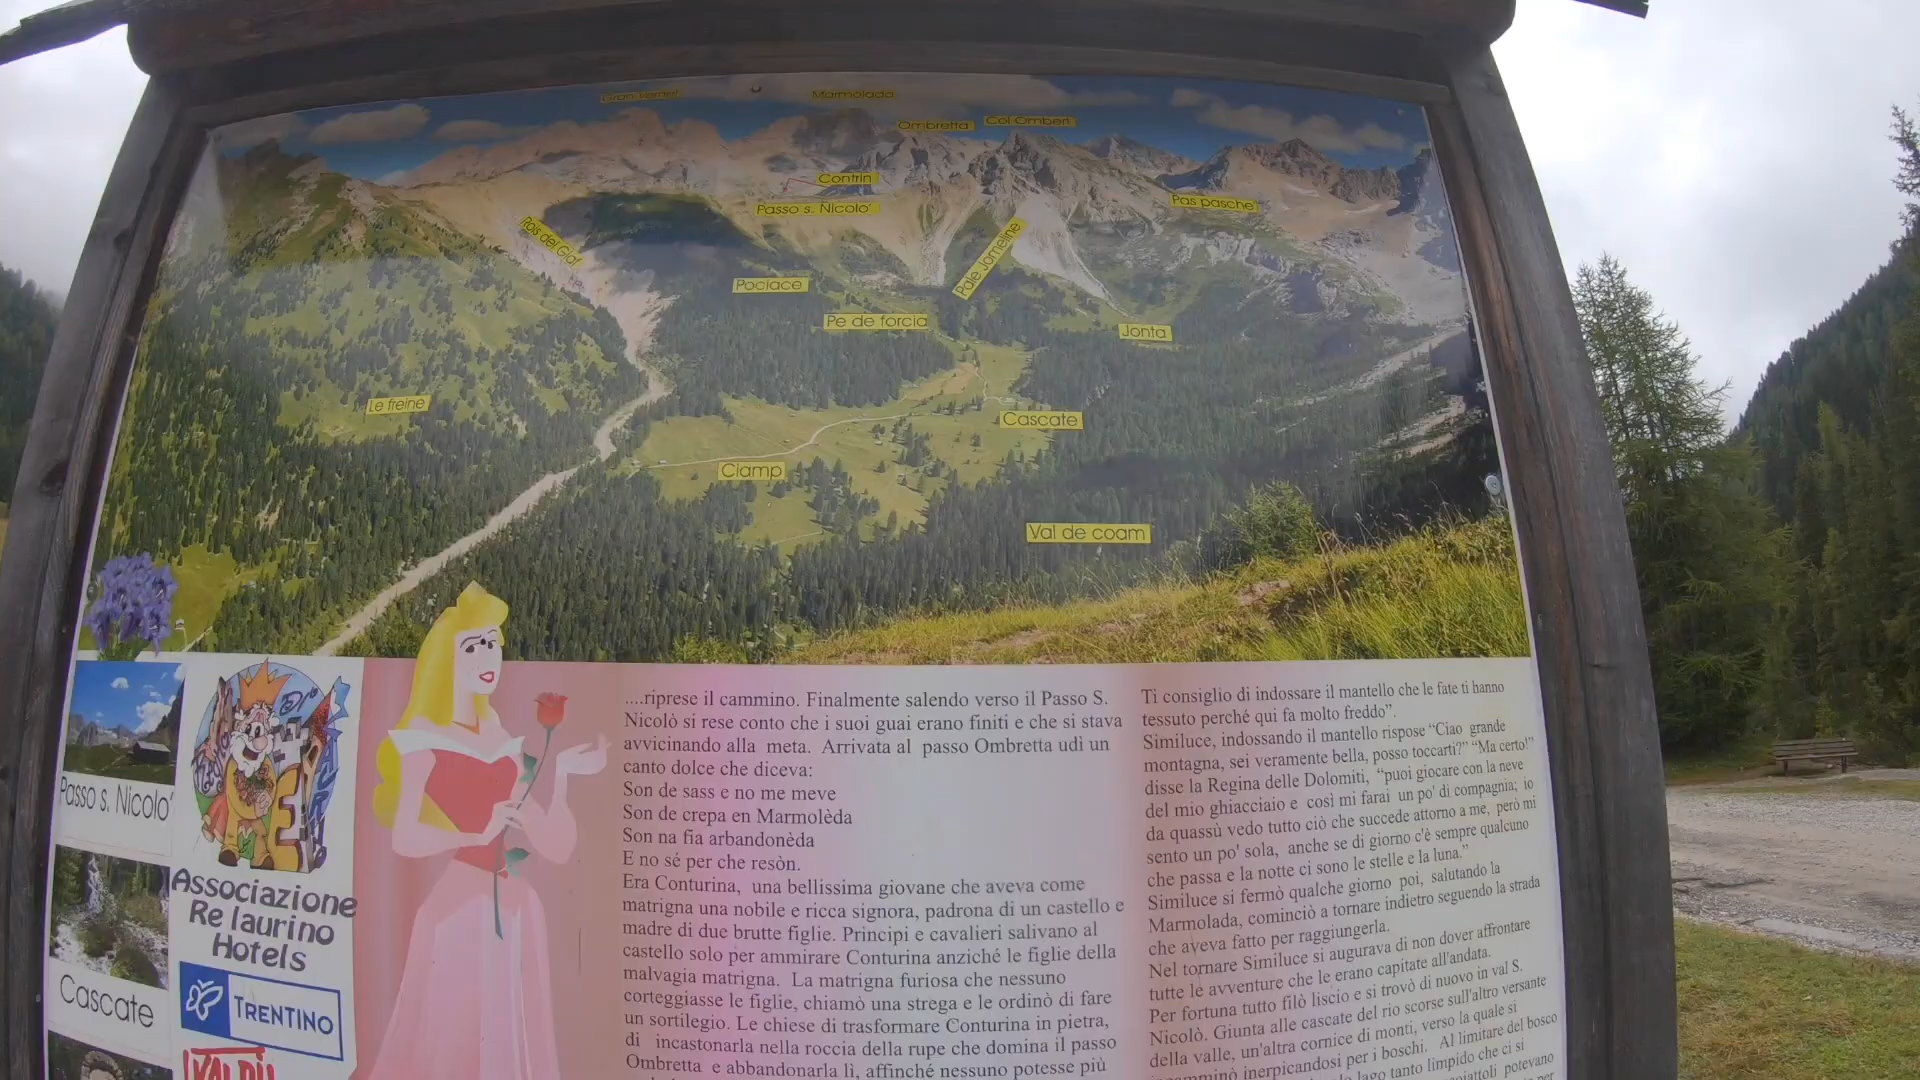 Gran Vernel
Marmolada
Ombretta
Col Ombert
Contrin
Passo s. Nicolo'
Pas paschè
Rois del Giaf
Pale Jomeline
Pociace
Pe de forcia
Jonta
Le freine
Cascate
Ciamp
Val de coam
Passo s. Nicolo'
Cascate
Associazione
Re laurino
Hotels
TRENTINO
....riprese il cammino. Finalmente salendo verso il Passo S.
Nicolò si rese conto che i suoi guai erano finiti e che si stava
avvicinando alla meta. Arrivata al passo Ombretta udì un
canto dolce che diceva:
Son de sass e no me meve
Son de crepa en Marmolèda
Son na fia arbandonèda
E no sé per che resòn.
Era Conturina, una bellissima giovane che aveva come
matrigna una nobile e ricca signora, padrona di un castello e
madre di due brutte figlie. Principi e cavalieri salivano al
castello solo per ammirare Conturina anziché le figlie della
malvagia matrigna. La matrigna furiosa che nessuno
corteggiasse le figlie, chiamò una strega e le ordinò di fare
un sortilegio. Le chiese di trasformare Conturina in pietra,
di incastonarla nella roccia della rupe che domina il passo
Ombretta e abbandonarla lì, affinché nessuno potesse più
Ti consiglio di indossare il mantello che le fate ti hanno
tessuto perché qui fa molto freddo”.
Similuce, indossando il mantello rispose “Ciao grande
montagna, sei veramente bella, posso toccarti?” “Ma certo!”
disse la Regina delle Dolomiti, “puoi giocare con la neve
del mio ghiacciaio e così mi farai un po' di compagnia; io
da quassù vedo tutto ciò che succede attorno a me, però mi
sento un po' sola, anche se di giorno c'è sempre qualcuno
che passa e la notte ci sono le stelle e la luna.”
Similuce si fermò qualche giorno poi, salutando la
Marmolada, cominciò a tornare indietro seguendo la strada
che aveva fatto per raggiungerla.
Nel tornare Similuce si augurava di non dover affrontare
tutte le avventure che le erano capitate all'andata.
Per fortuna tutto filò liscio e si trovò di nuovo in val S.
Nicolò. Giunta alle cascate del rio scorse sull'altro versante
della valle, un'altra cornice di monti, verso la quale si
incamminò inerpicandosi per i boschi. Al limitare del bosco
lago tanto limpido che ci si
potevano